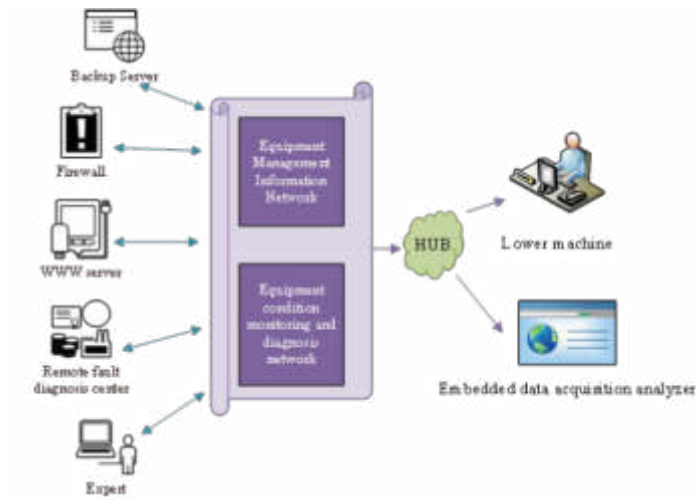 Backup Server
Firewall
WWW server
Remote fault
diagnosis center
Expert
Equipment
Management
Information
Network
Equipment
condition
monitoring and
diagnosis
network
HUB
Lower machine
Embedded data acquisition analyzer